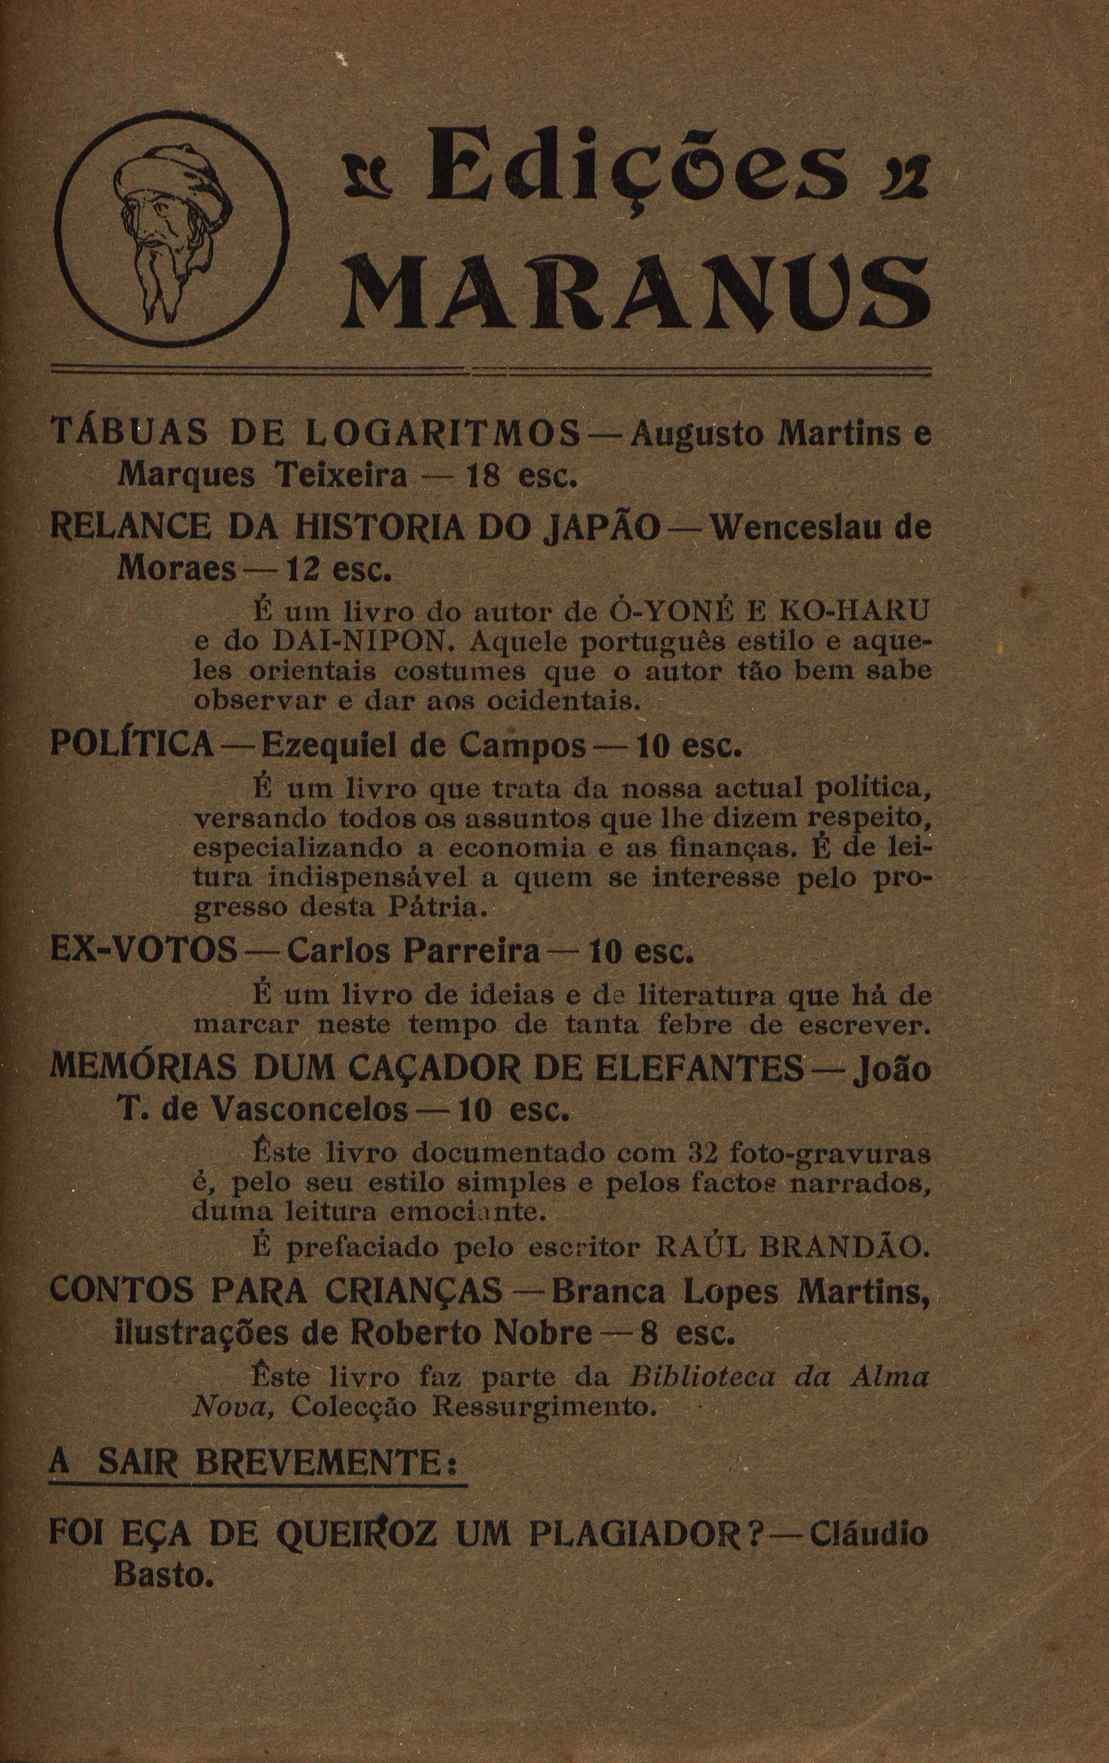 Edições
MARANUS
TÁBUAS DE LOGARITMOS — Augusto Martins e
Marques Teixeira — 18 esc.
RELANCE DA HISTORIA DO JAPÃO — Wenceslau de
Moraes — 12 esc.
É um livro do autor de Ó-YONÉ E KO-HARU
e do DAI-NIPON. Aquele português estilo e aque-
les orientais costumes que o autor tão bem sabe
observar e dar aos ocidentais.
POLÍTICA — Ezequiel de Campos — 10 esc.
É um livro que trata da nossa actual política,
versando todos os assuntos que lhe dizem respeito,
especializando a economia e as finanças. É de lei-
tura indispensável a quem se interesse pelo pro-
gresso desta Pátria.
EX-VOTOS — Carlos Parreira — 10 esc.
É um livro de ideias e de literatura que há de
marcar neste tempo de tanta febre de escrever.
MEMÓRIAS DUM CAÇADOR DE ELEFANTES — João
T. de Vasconcelos — 10 esc.
Êste livro documentado com 32 foto-gravuras
é, pelo seu estilo simples e pelos factos narrados,
duma leitura emociante.
É prefaciado pelo escritor RAÚL BRANDÃO.
CONTOS PARA CRIANÇAS — Branca Lopes Martins,
ilustrações de Roberto Nobre — 8 esc.
Êste livro faz parte da Biblioteca da Alma
Nova, Colecção Ressurgimento.
A SAIR BREVEMENTE:
FOI EÇA DE QUEIROZ UM PLAGIADOR? — Cláudio
Basto.